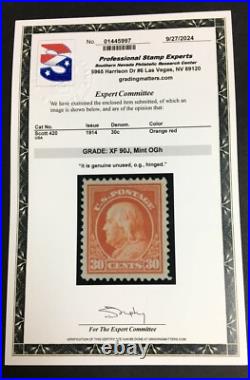 No. 01445997 9/27/2024
Professional Stamp Experts
Southern Nevada Philatelic Research Center
5965 Harrison Dr #6 Las Vegas, NV 89120
gradingmatters.com
Expert Committee
We have examined the enclosed item submitted, of which an
image is shown below, and are of the opinion that:
Cat No. Issue Denom. Color
Scott 420 1914 30c Orange red
USA
GRADE: XF 90J, Mint OGh
"it is genuine unused, o.g., hinged."
U.S. POSTAGE
30 CENTS 30
For The Expert Committee